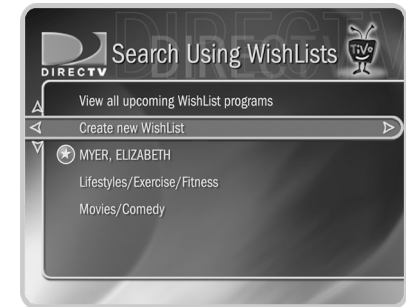 DIRECTV
Search Using WishLists
TiVo
DIRECTV
View all upcoming WishList programs
Create new WishList
MYER, ELIZABETH
Lifestyles/Exercise/Fitness
Movies/Comedy